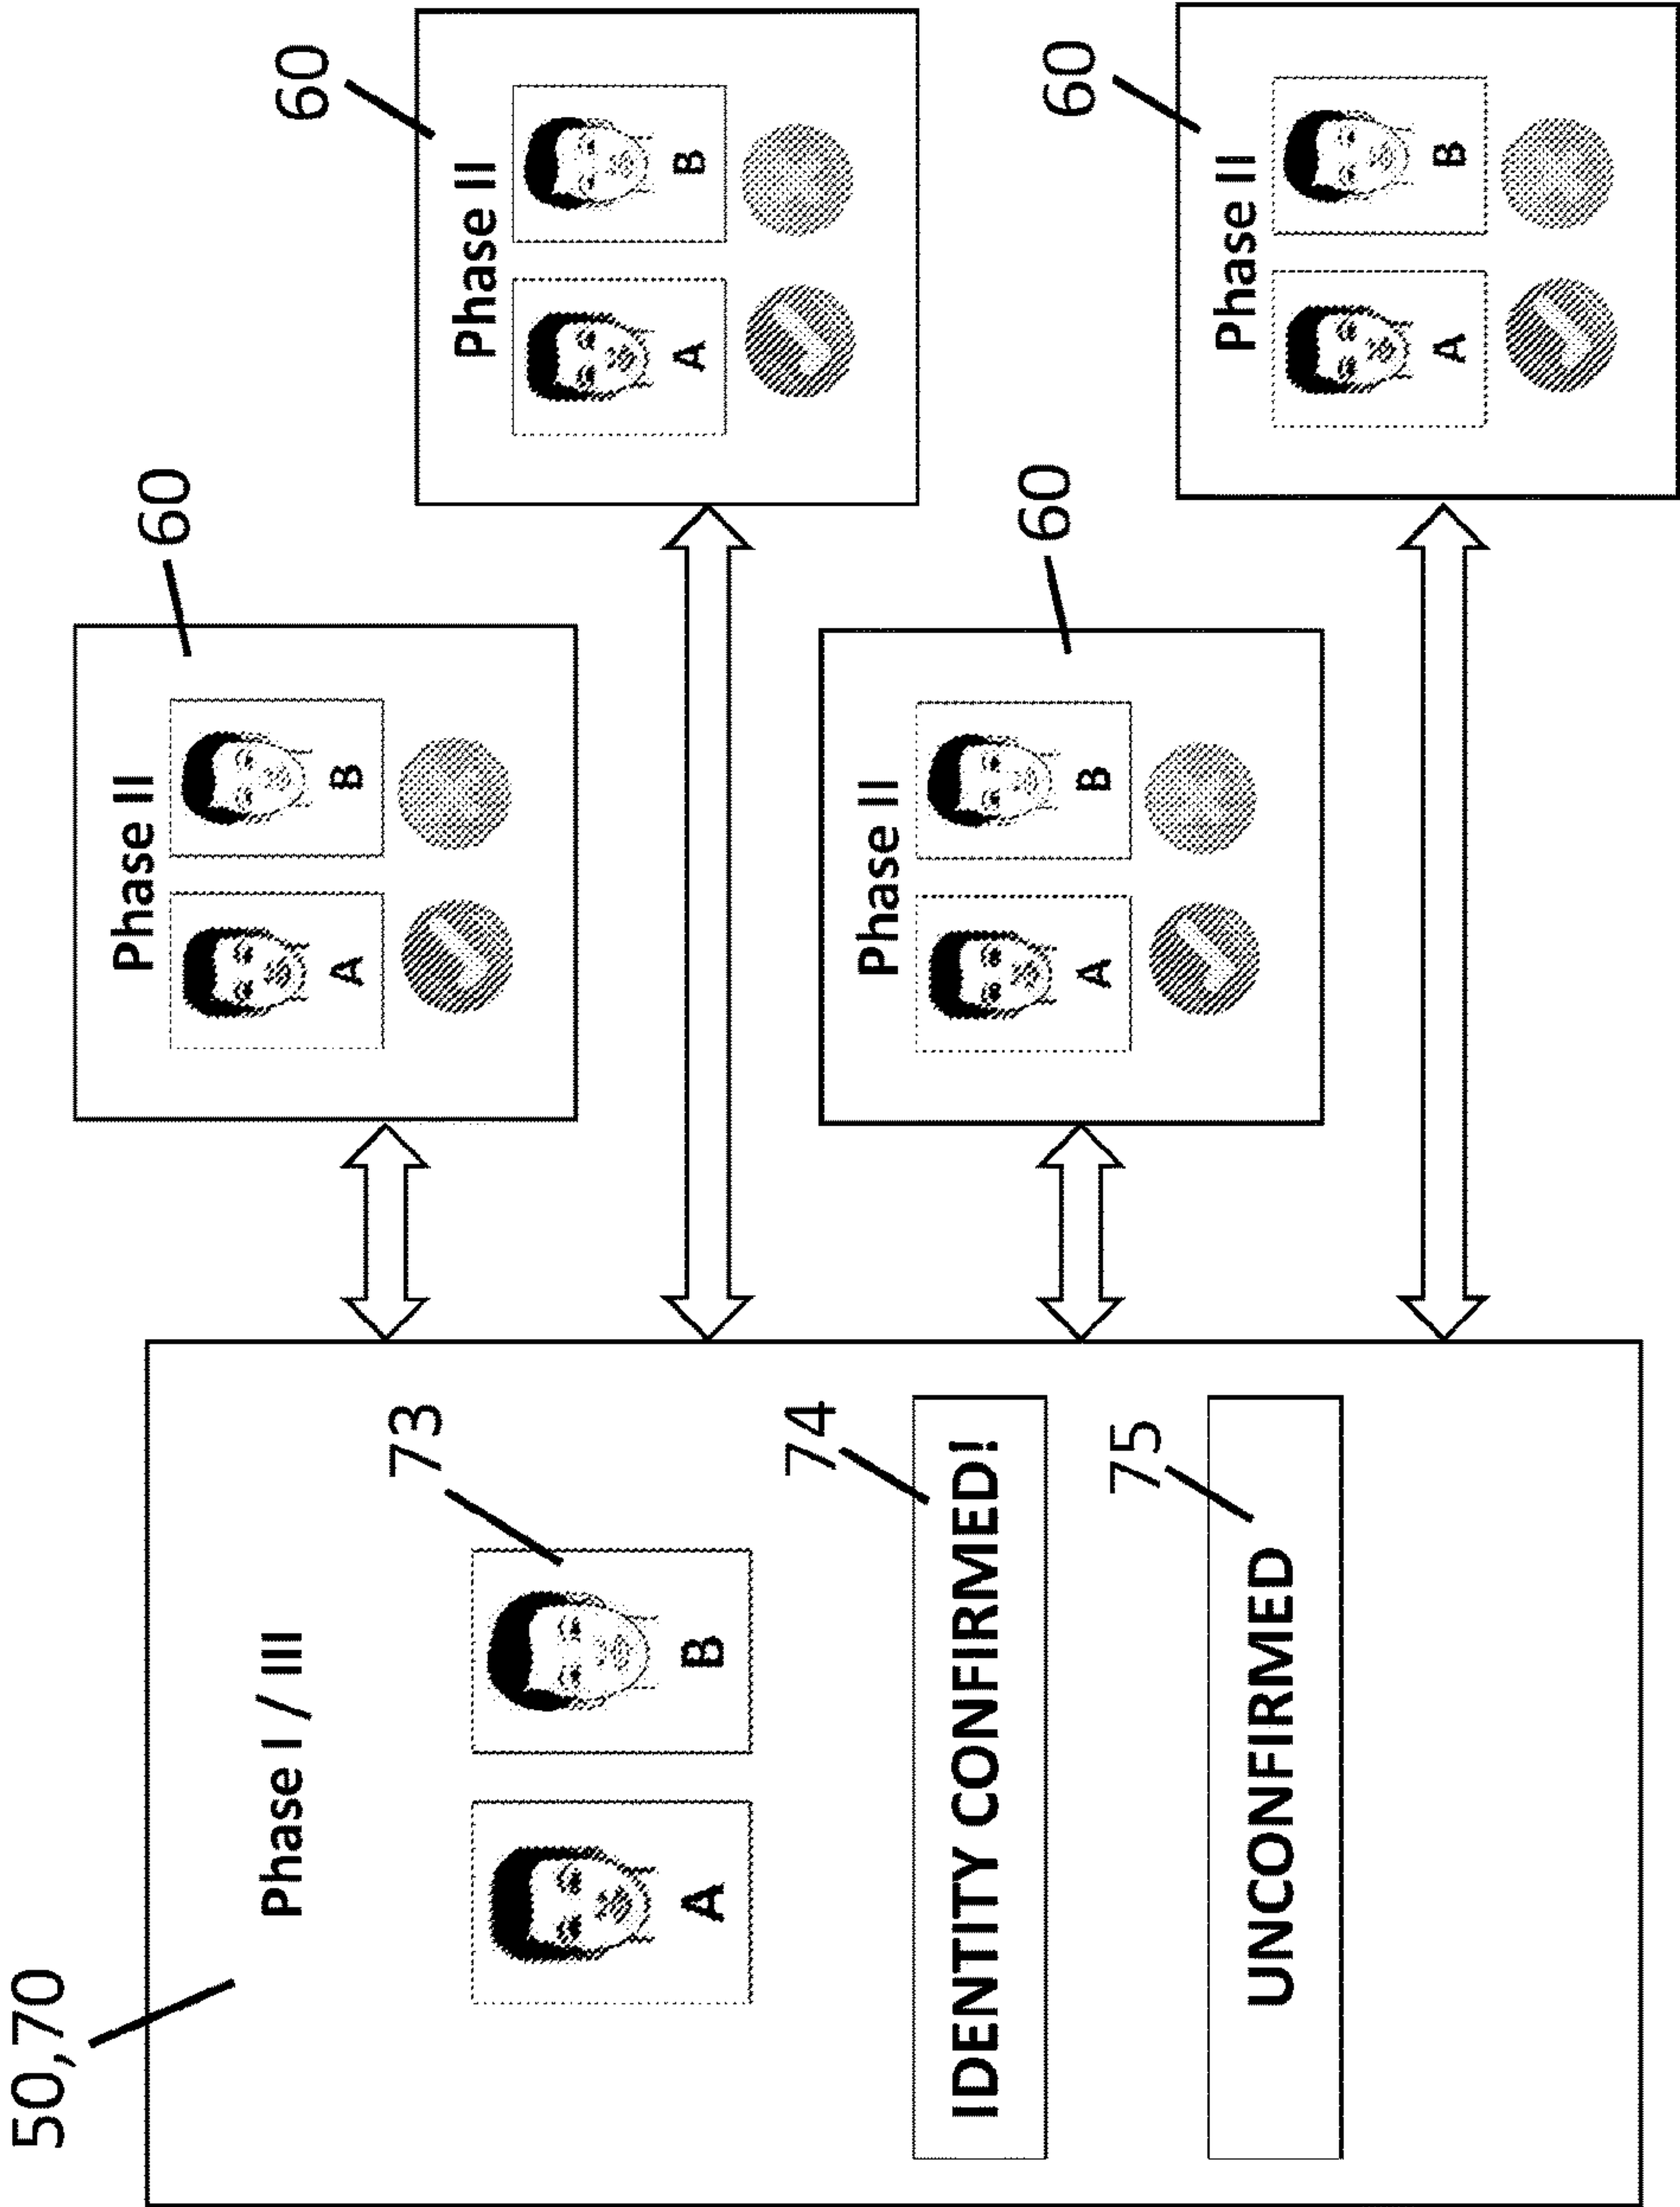 50,70
Phase I / III
73
A B
74
IDENTITY CONFIRMED!
75
UNCONFIRMED
60
Phase II
A B
60
Phase II
A B
60
Phase II
A B
60
Phase II
A B